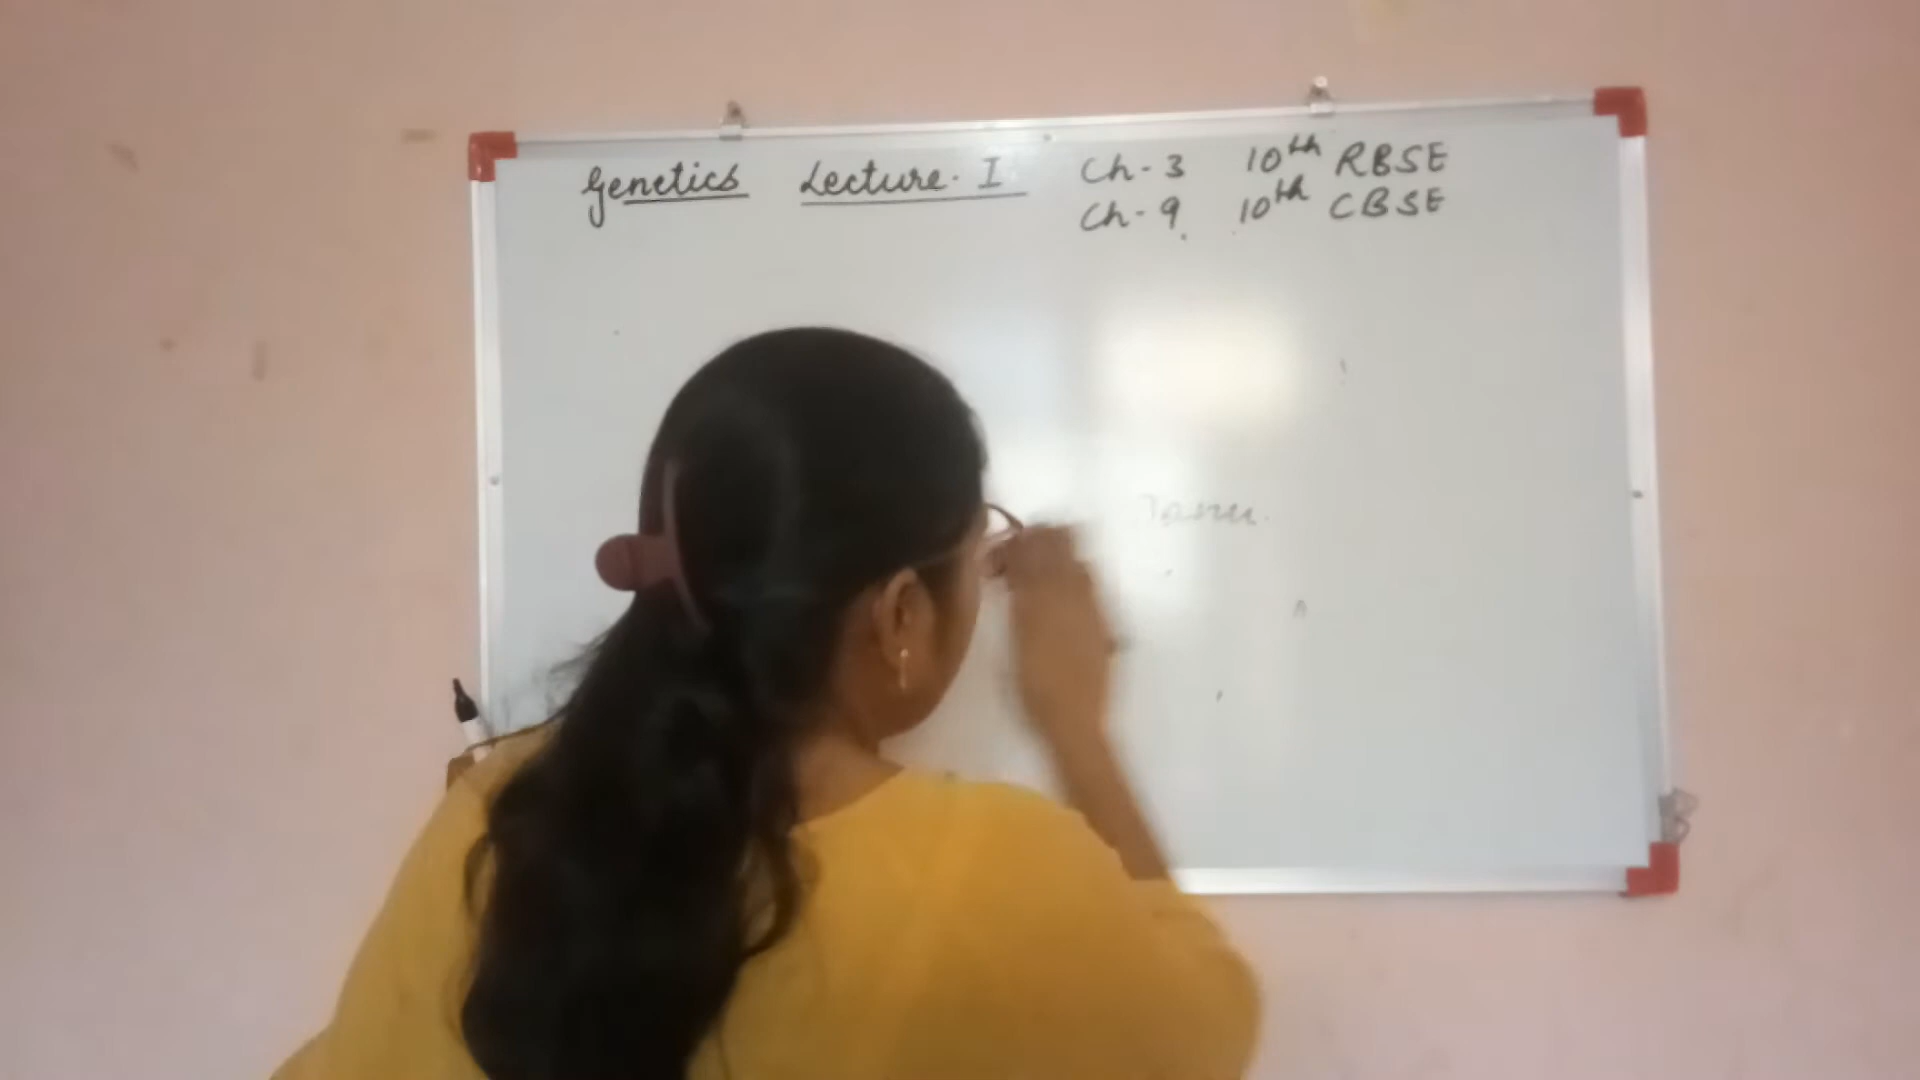 Genetics Lecture. I Ch-3 10th RBSE
Ch-9 10th CBSE